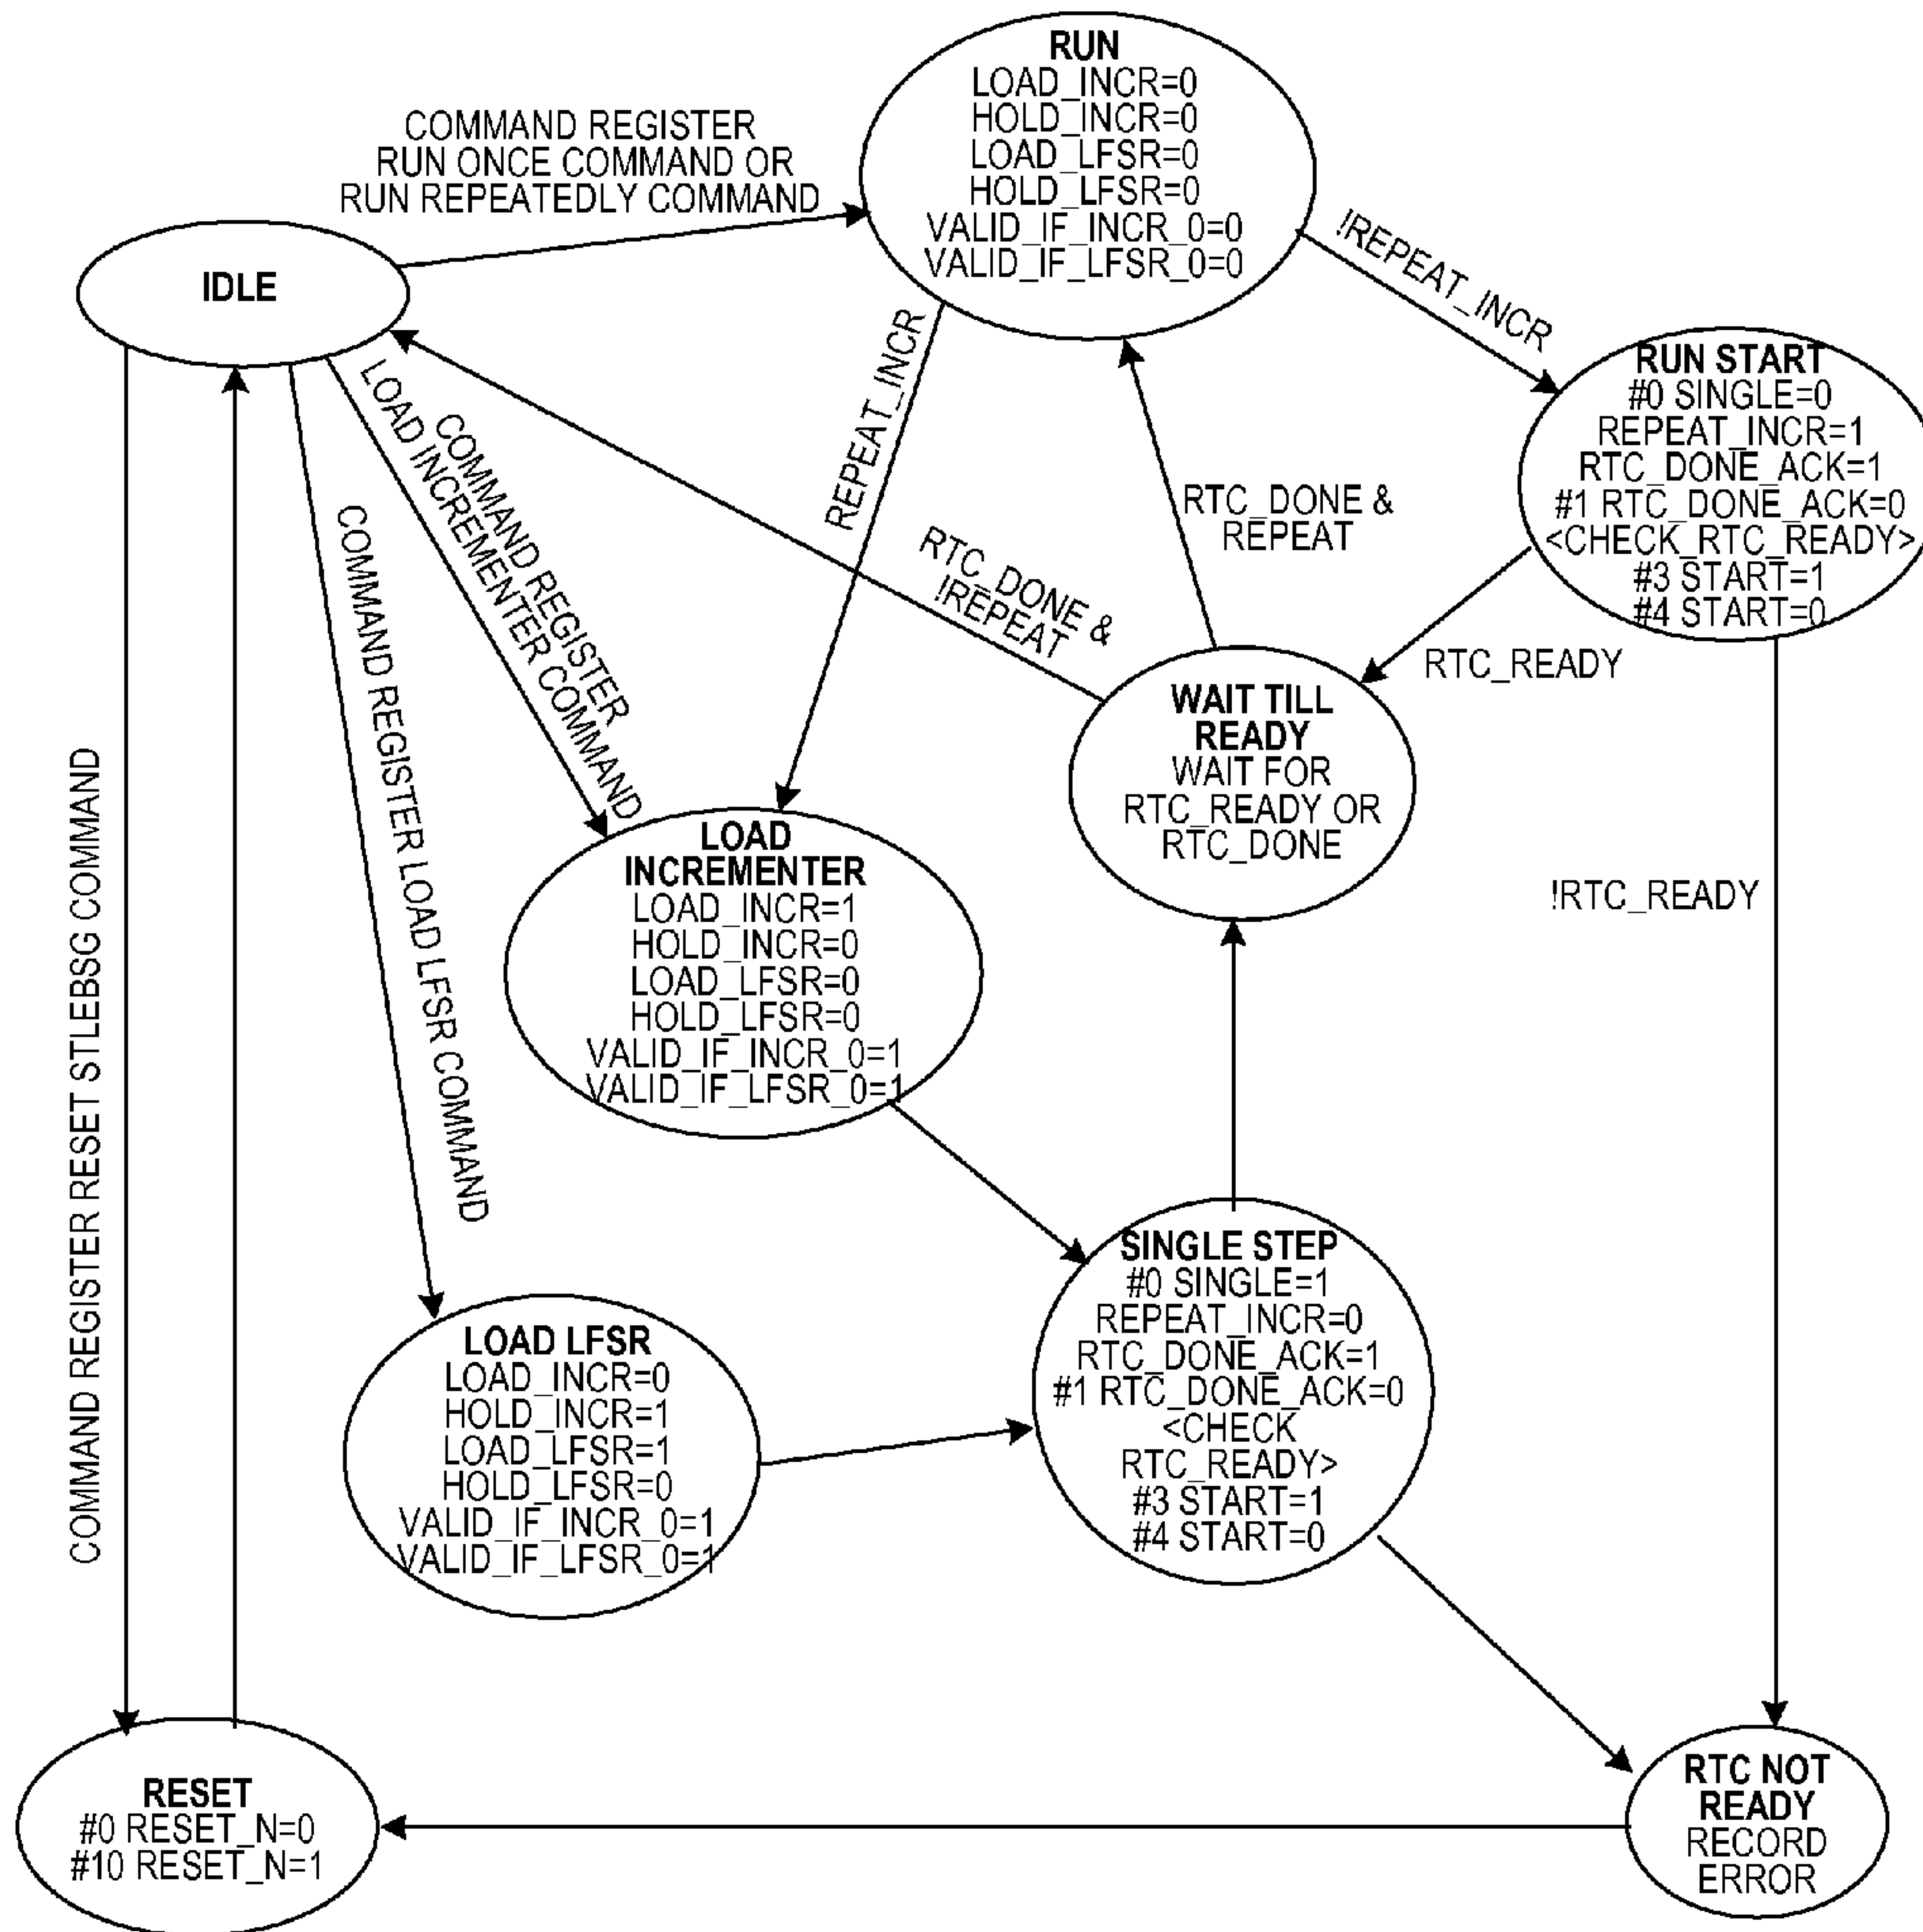 RUN
LOAD_INCR=0
HOLD_INCR=0
LOAD_LFSR=0
HOLD_LFSR=0
VALID_IF_INCR_0=0
VALID_IF_LFSR_0=0
COMMAND REGISTER
RUN ONCE COMMAND OR
RUN REPEATEDLY COMMAND
IDLE
!REPEAT_INCR
RUN START
#0 SINGLE=0
REPEAT_INCR=1
RTC_DONE_ACK=1
#1 RTC_DONE_ACK=0
<CHECK_RTC_READY>
#3 START=1
#4 START=0
REPEAT_INCR
COMMAND REGISTER
LOAD INCREMENTER COMMAND
RTC_DONE &
REPEAT
RTC_DONE &
!REPEAT
COMMAND REGISTER LOAD LFSR COMMAND
RTC_READY
WAIT TILL
READY
WAIT FOR
RTC_READY OR
RTC_DONE
COMMAND REGISTER RESET STLEBSG COMMAND
LOAD
INCREMENTER
LOAD_INCR=1
HOLD_INCR=0
LOAD_LFSR=0
HOLD_LFSR=0
VALID_IF_INCR_0=1
VALID_IF_LFSR_0=1
!RTC_READY
SINGLE STEP
#0 SINGLE=1
REPEAT_INCR=0
RTC_DONE_ACK=1
#1 RTC_DONE_ACK=0
<CHECK
RTC_READY>
#3 START=1
#4 START=0
LOAD LFSR
LOAD_INCR=0
HOLD_INCR=1
LOAD_LFSR=1
HOLD_LFSR=0
VALID_IF_INCR_0=1
VALID_IF_LFSR_0=1
RESET
#0 RESET_N=0
#10 RESET_N=1
RTC NOT
READY
RECORD
ERROR